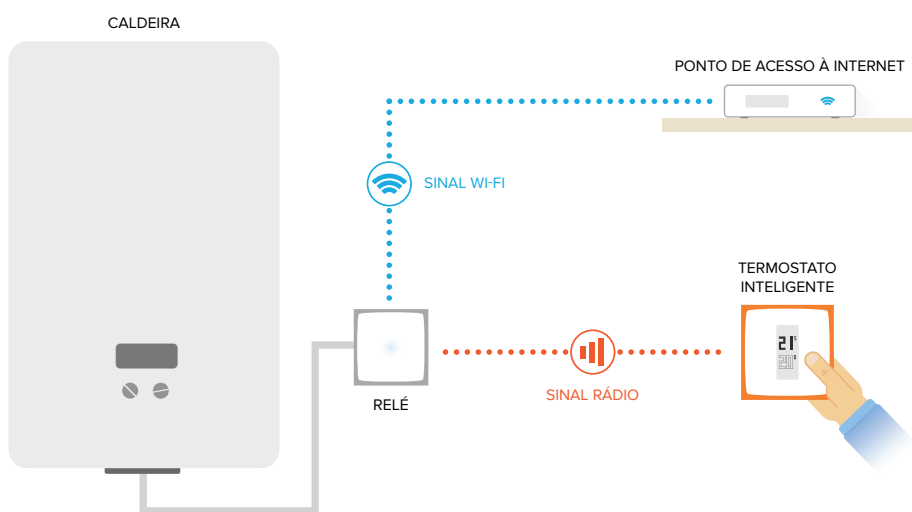 CALDEIRA
PONTO DE ACESSO À INTERNET
SINAL WI-FI
TERMOSTATO
INTELIGENTE
21°
20°
RELÉ
SINAL RÁDIO